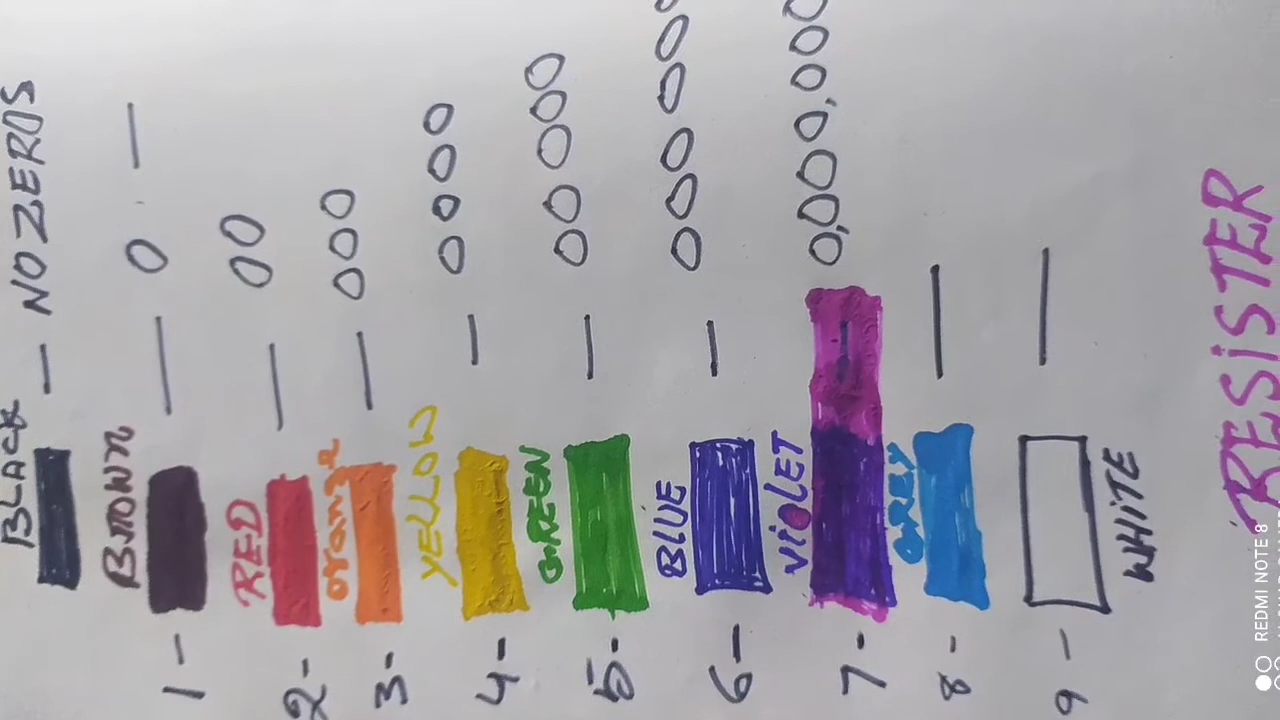 BLACK — NO ZEROS
1 — BROWN — 0 —
2 - RED — 00
3 - orange — 000
4 - YELLOW — 0000
5 - GREEN — 00000
6 — BLUE — 000000
7 - ViOLET - 0,000,000
8 - GREY —
9 — WHITE —
RESiSTER
REDMI NOTE 8